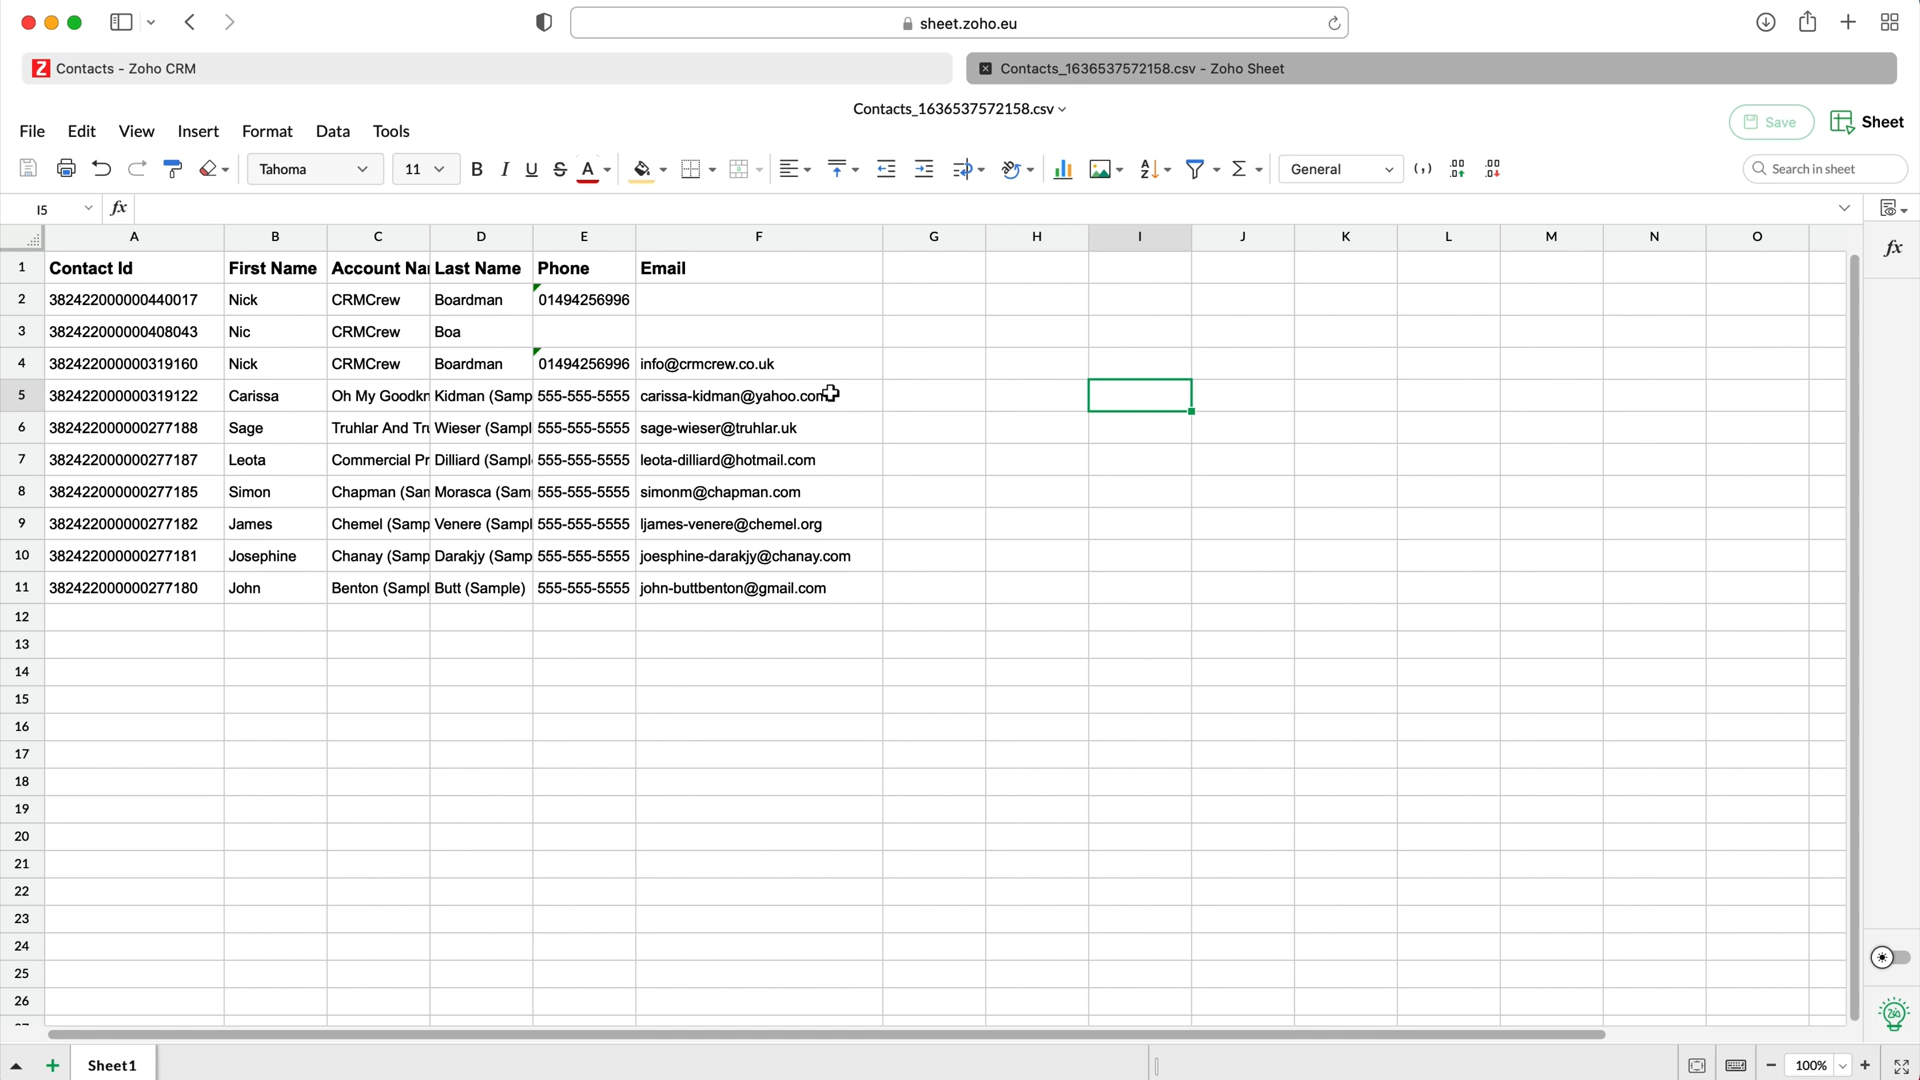 sheet.zoho.eu
Contacts - Zoho CRM
Contacts_1636537572158.csv - Zoho Sheet
Contacts_1636537572158.csv
File Edit View Insert Format Data Tools
Save Sheet
Tahoma 11 B I U S A General Search in sheet
I5 fx
A B C D E F G H I J K L M N O
1 Contact Id First Name Account Nar Last Name Phone Email
2 382422000000440017 Nick CRMCrew Boardman 01494256996
3 382422000000408043 Nic CRMCrew Boa
4 382422000000319160 Nick CRMCrew Boardman 01494256996 info@crmcrew.co.uk
5 382422000000319122 Carissa Oh My Goodkn Kidman (Samp 555-555-5555 carissa-kidman@yahoo.com
6 382422000000277188 Sage Truhlar And Tru Wieser (Sampl 555-555-5555 sage-wieser@truhlar.uk
7 382422000000277187 Leota Commercial Pr Dilliard (Sampl 555-555-5555 leota-dilliard@hotmail.com
8 382422000000277185 Simon Chapman (Sam Morasca (Sam 555-555-5555 simonm@chapman.com
9 382422000000277182 James Chemel (Samp Venere (Sampl 555-555-5555 ljames-venere@chemel.org
10 382422000000277181 Josephine Chanay (Samp Darakjy (Samp 555-555-5555 joesphine-darakjy@chanay.com
11 382422000000277180 John Benton (Sampl Butt (Sample) 555-555-5555 john-buttbenton@gmail.com
12
13
14
15
16
17
18
19
20
21
22
23
24
25
26
Sheet1 100%